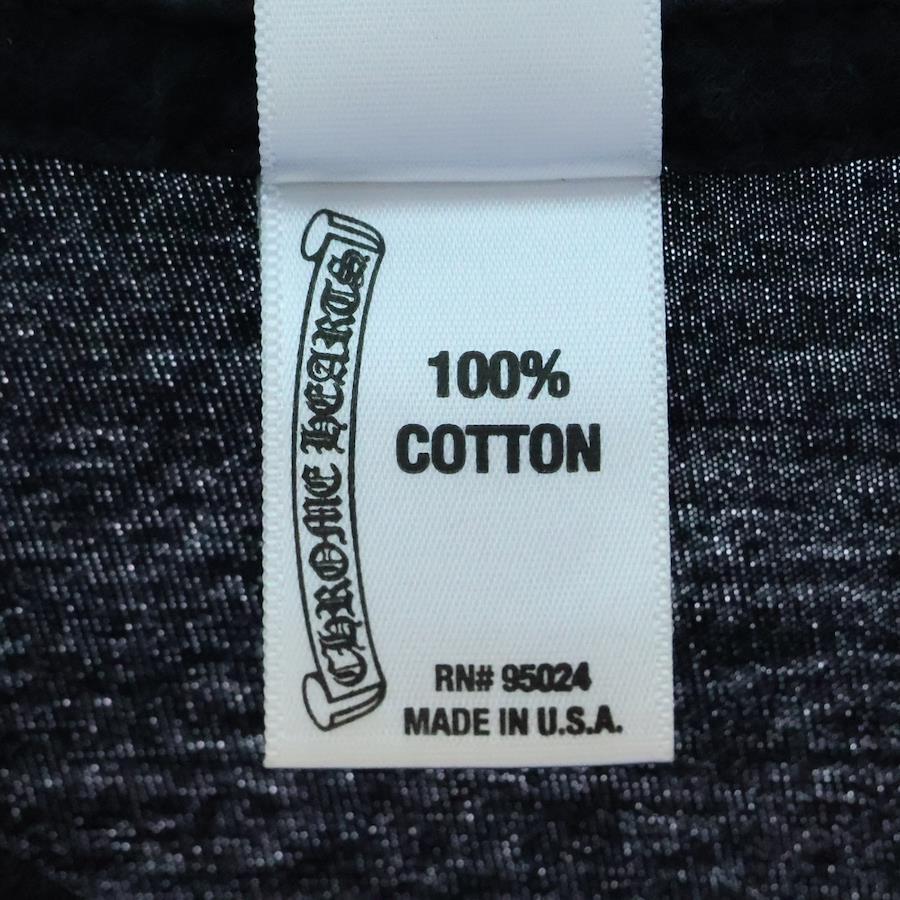 CHROME HEARTS
100%
COTTON
RN# 95024
MADE IN U.S.A.